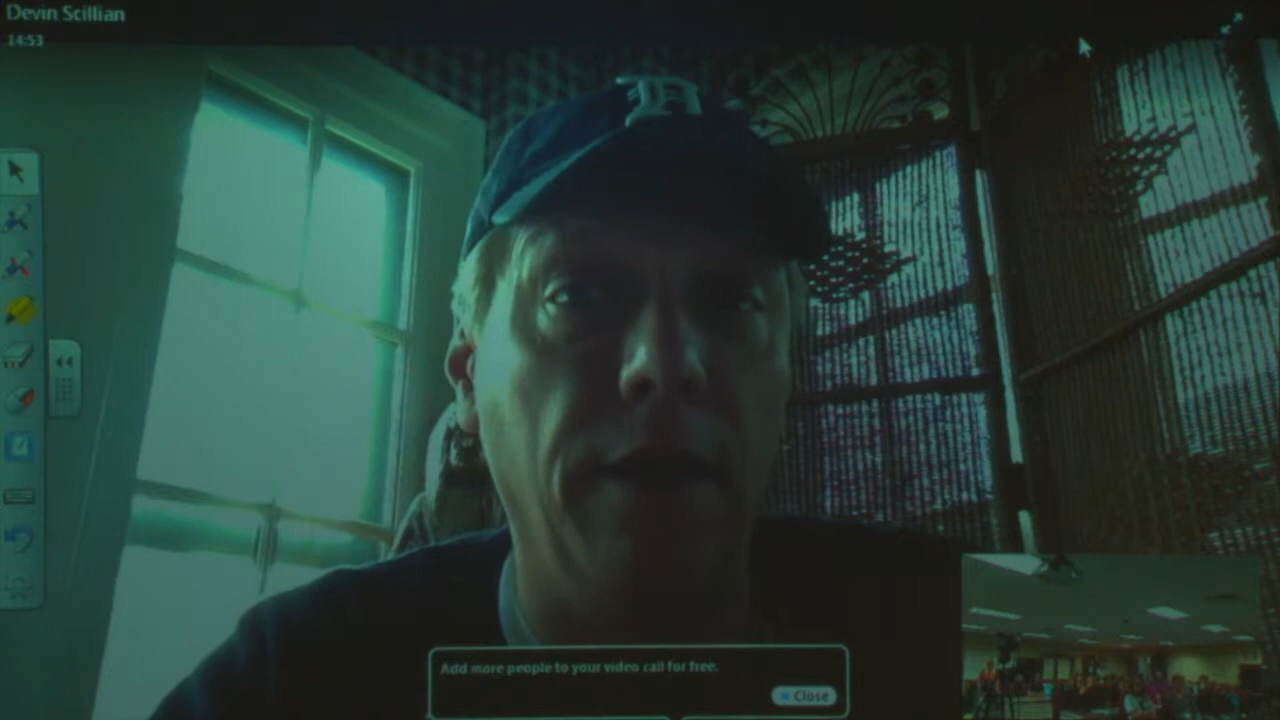 Devin Scillian
14:53
D
Add more people to your video call for free.
Close